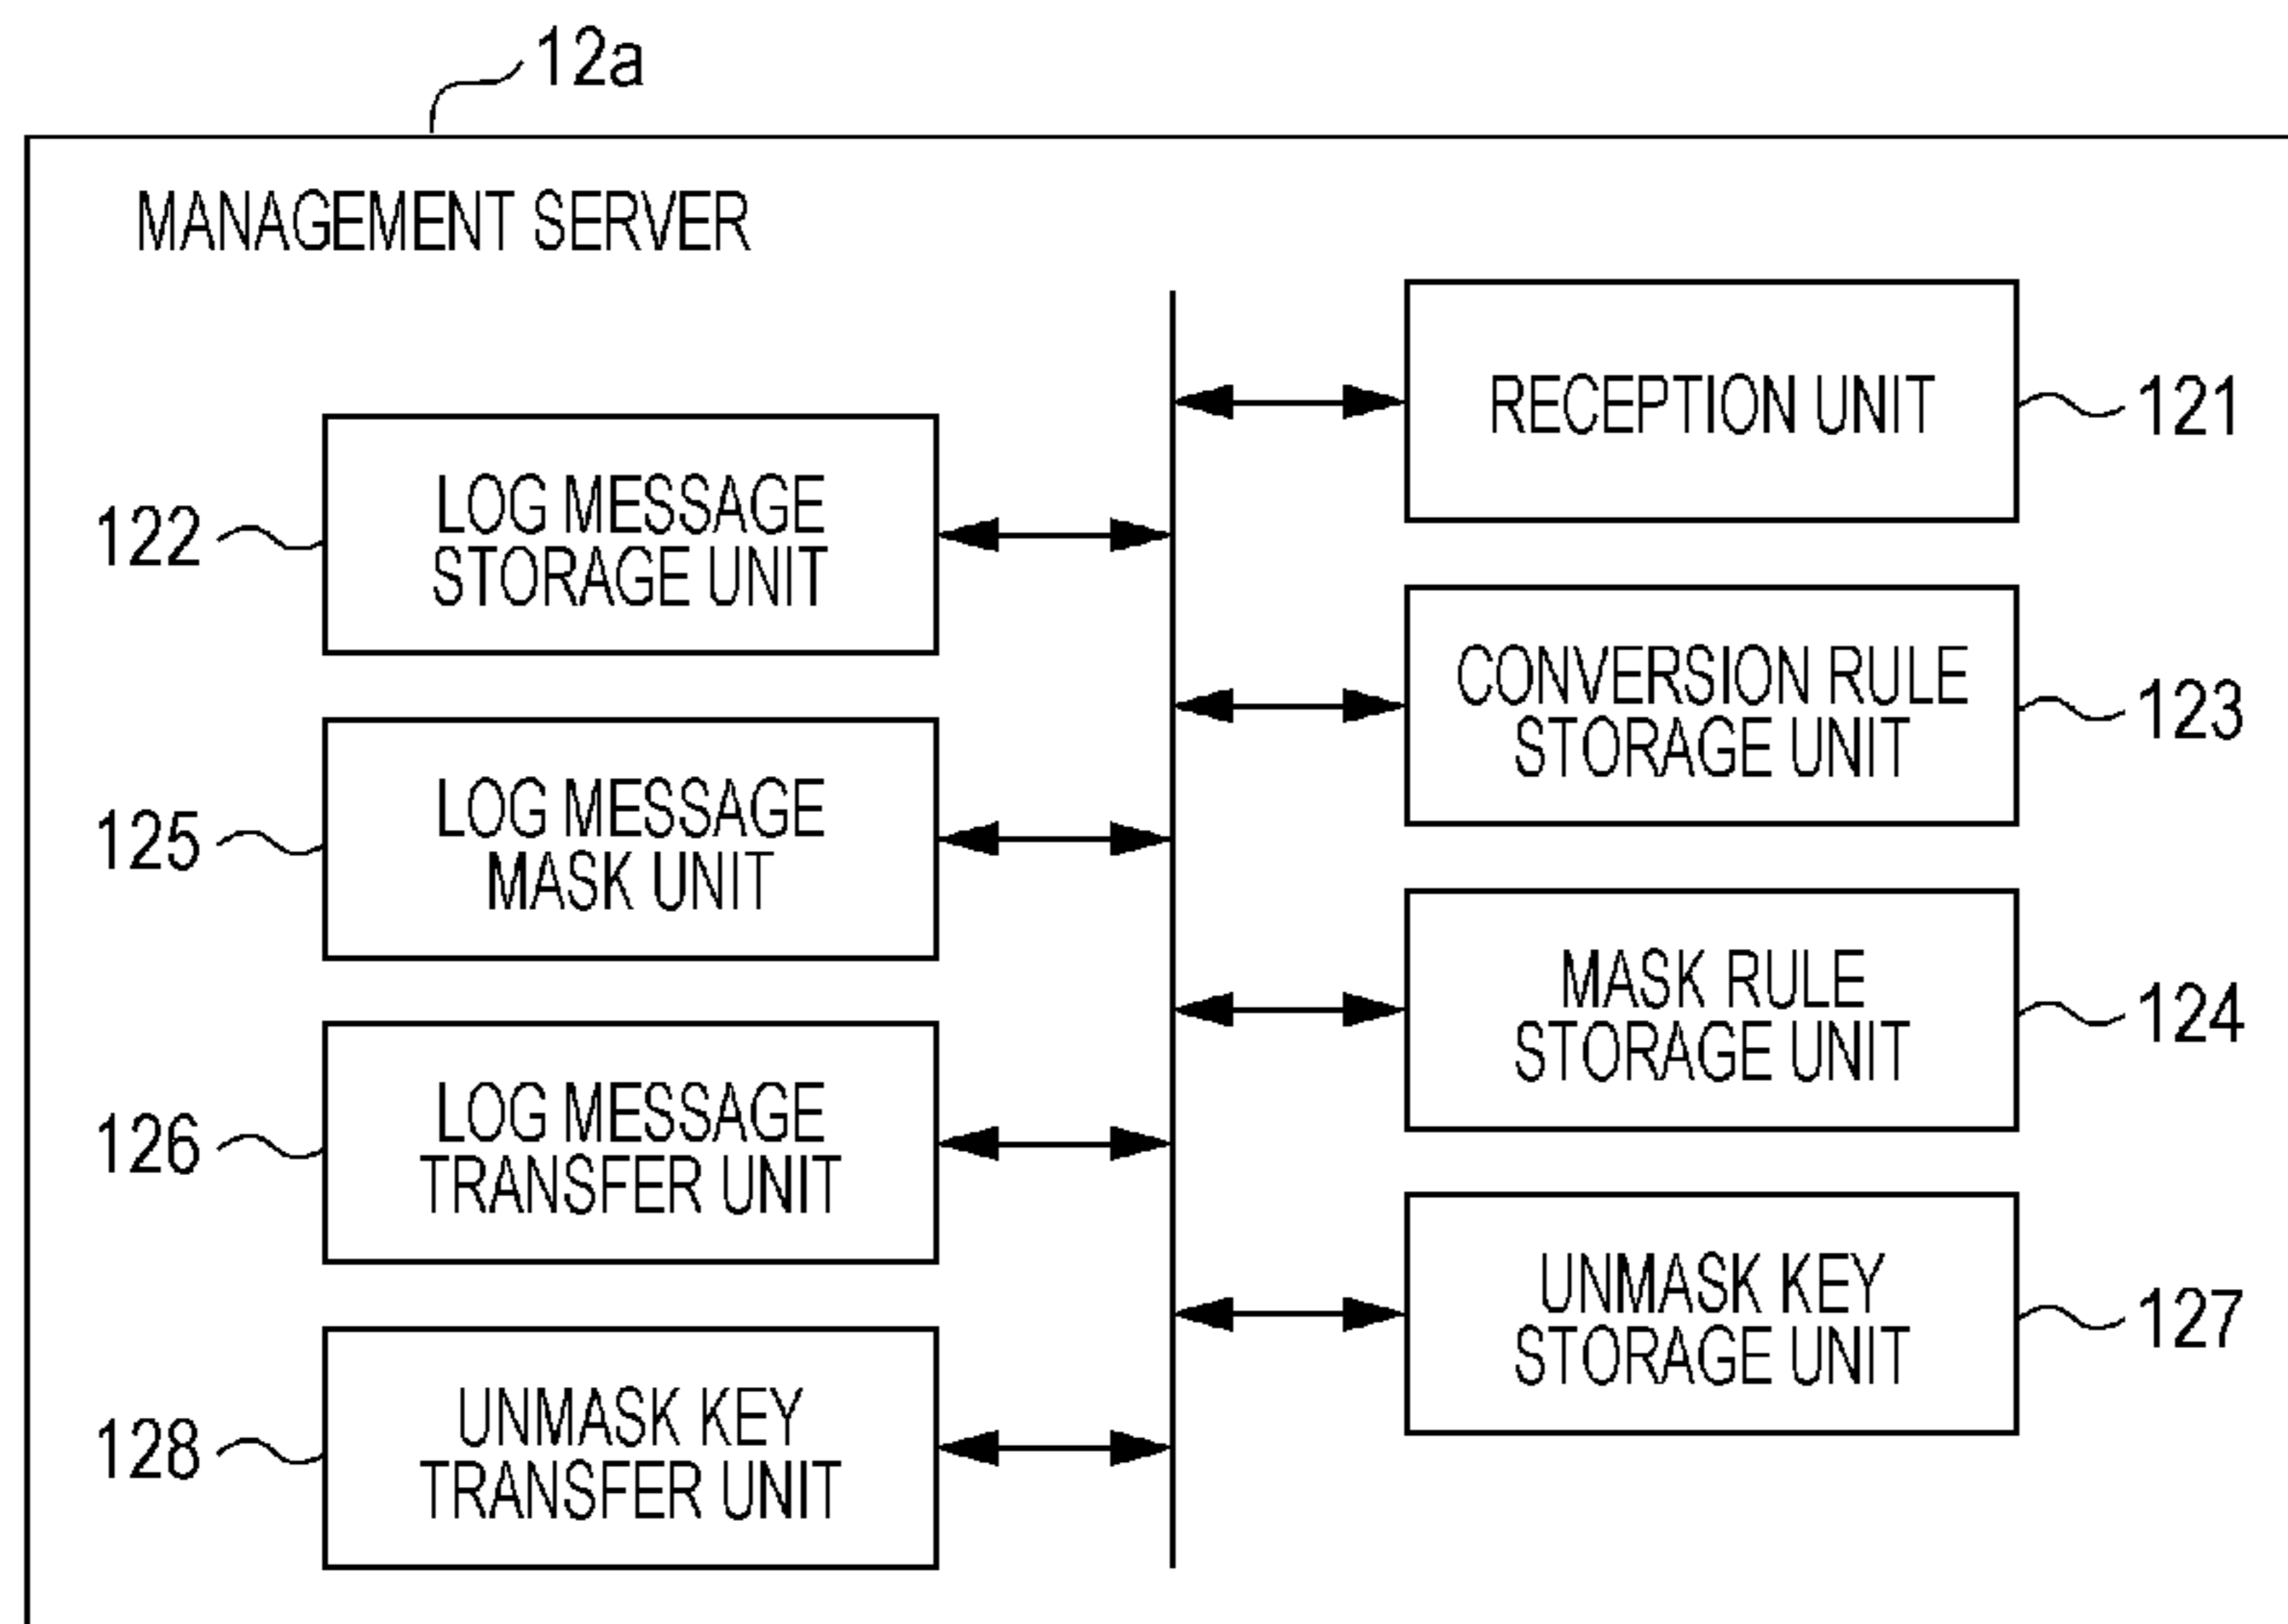 12a
MANAGEMENT SERVER
RECEPTION UNIT
121
122
LOG MESSAGE
STORAGE UNIT
CONVERSION RULE
STORAGE UNIT
123
125
LOG MESSAGE
MASK UNIT
MASK RULE
STORAGE UNIT
124
126
LOG MESSAGE
TRANSFER UNIT
UNMASK KEY
STORAGE UNIT
127
128
UNMASK KEY
TRANSFER UNIT